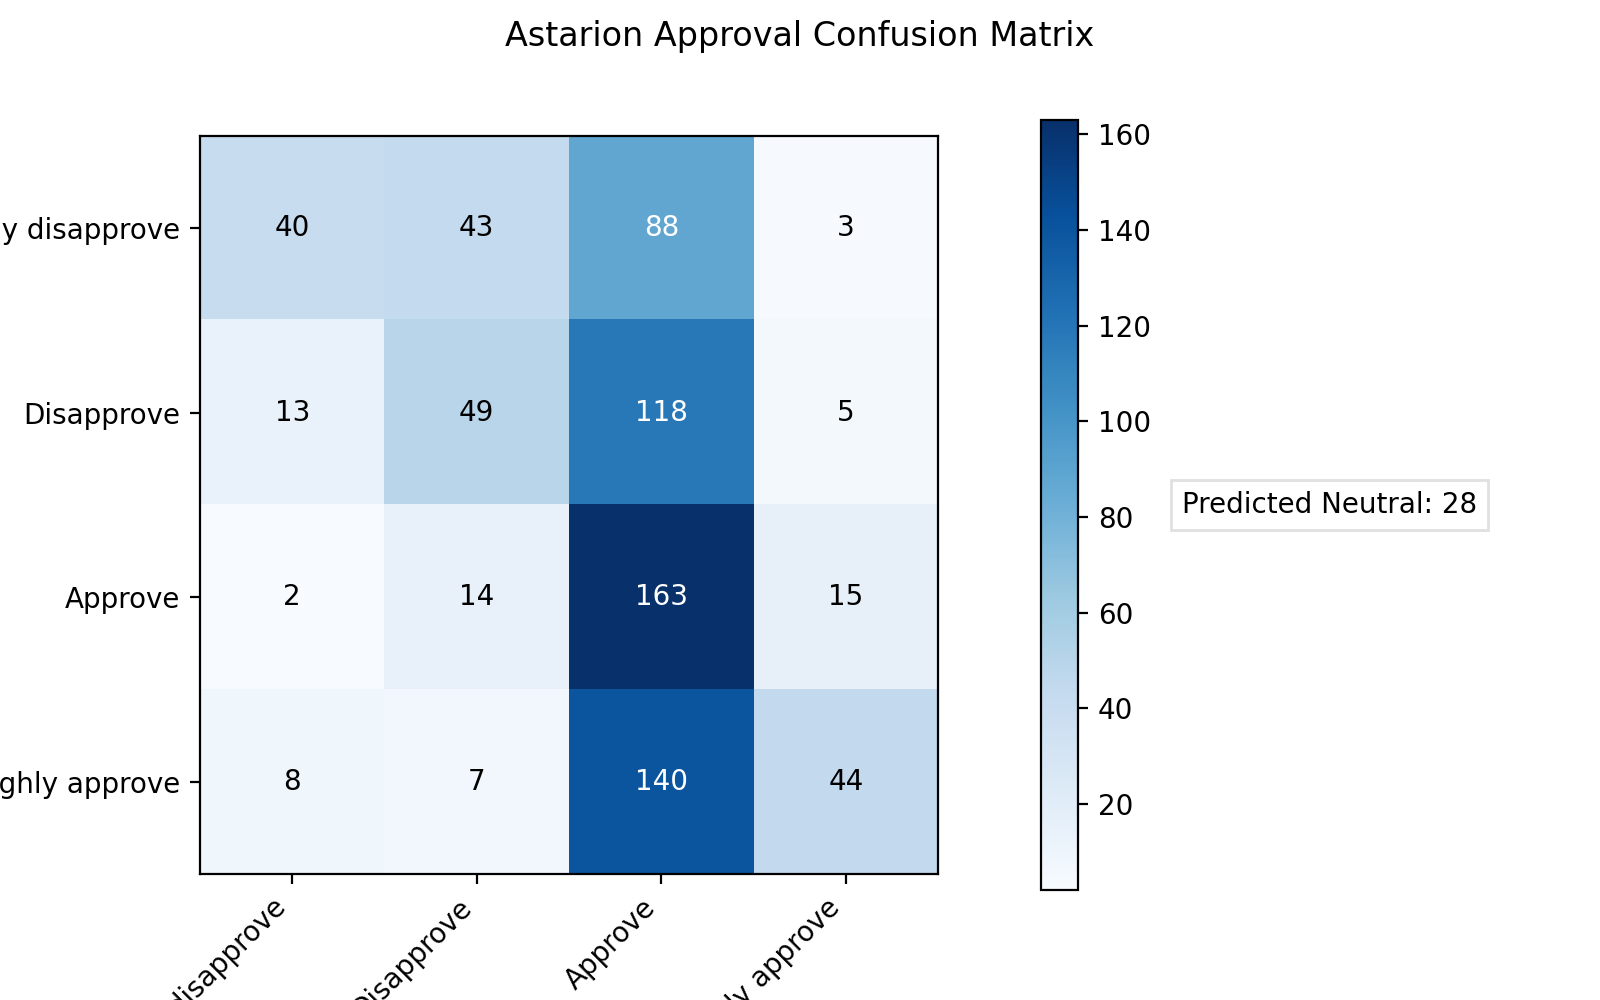 Astarion Approval Confusion Matrix
y disapprove 40 43 88 3
Disapprove 13 49 118 5
Approve 2 14 163 15
ghly approve 8 7 140 44
disapprove Disapprove Approve ly approve
160
140
120
100
80
60
40
20
Predicted Neutral: 28